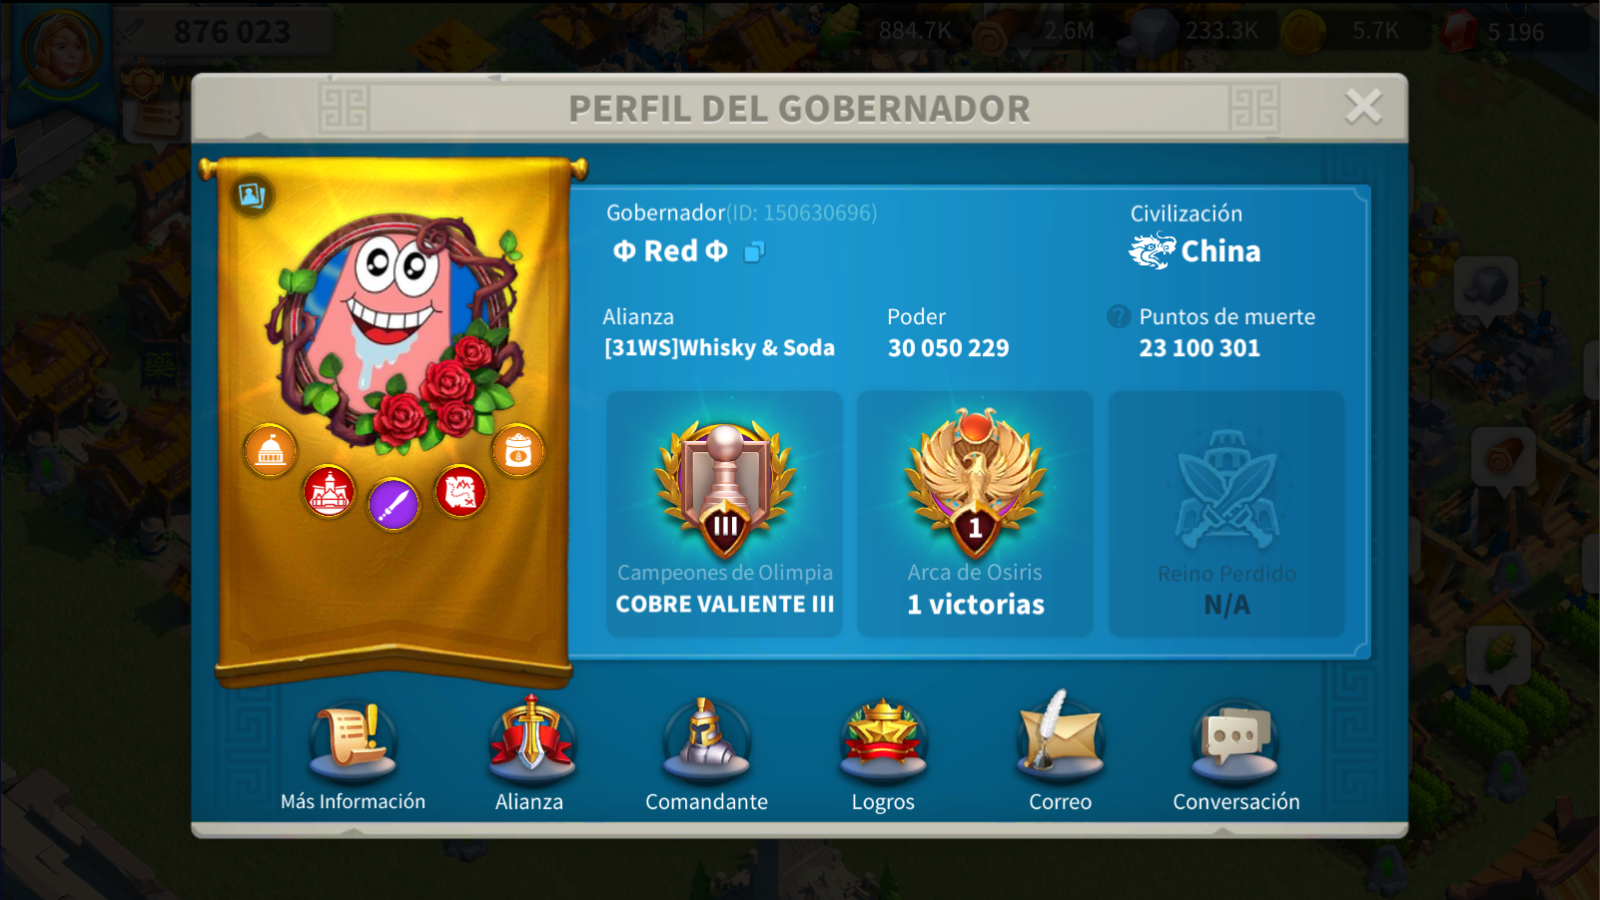 876 023
884.7K
2.6M
233.3K
5.7K
5 196
PERFIL DEL GOBERNADOR
Gobernador(ID: 150630696)
Φ Red Φ
Civilización
China
Alianza
[31WS]Whisky & Soda
Poder
30 050 229
? Puntos de muerte
23 100 301
III
Campeones de Olimpia
COBRE VALIENTE III
1
Arca de Osiris
1 victorias
Reino Perdido
N/A
Más Información
Alianza
Comandante
Logros
Correo
Conversación